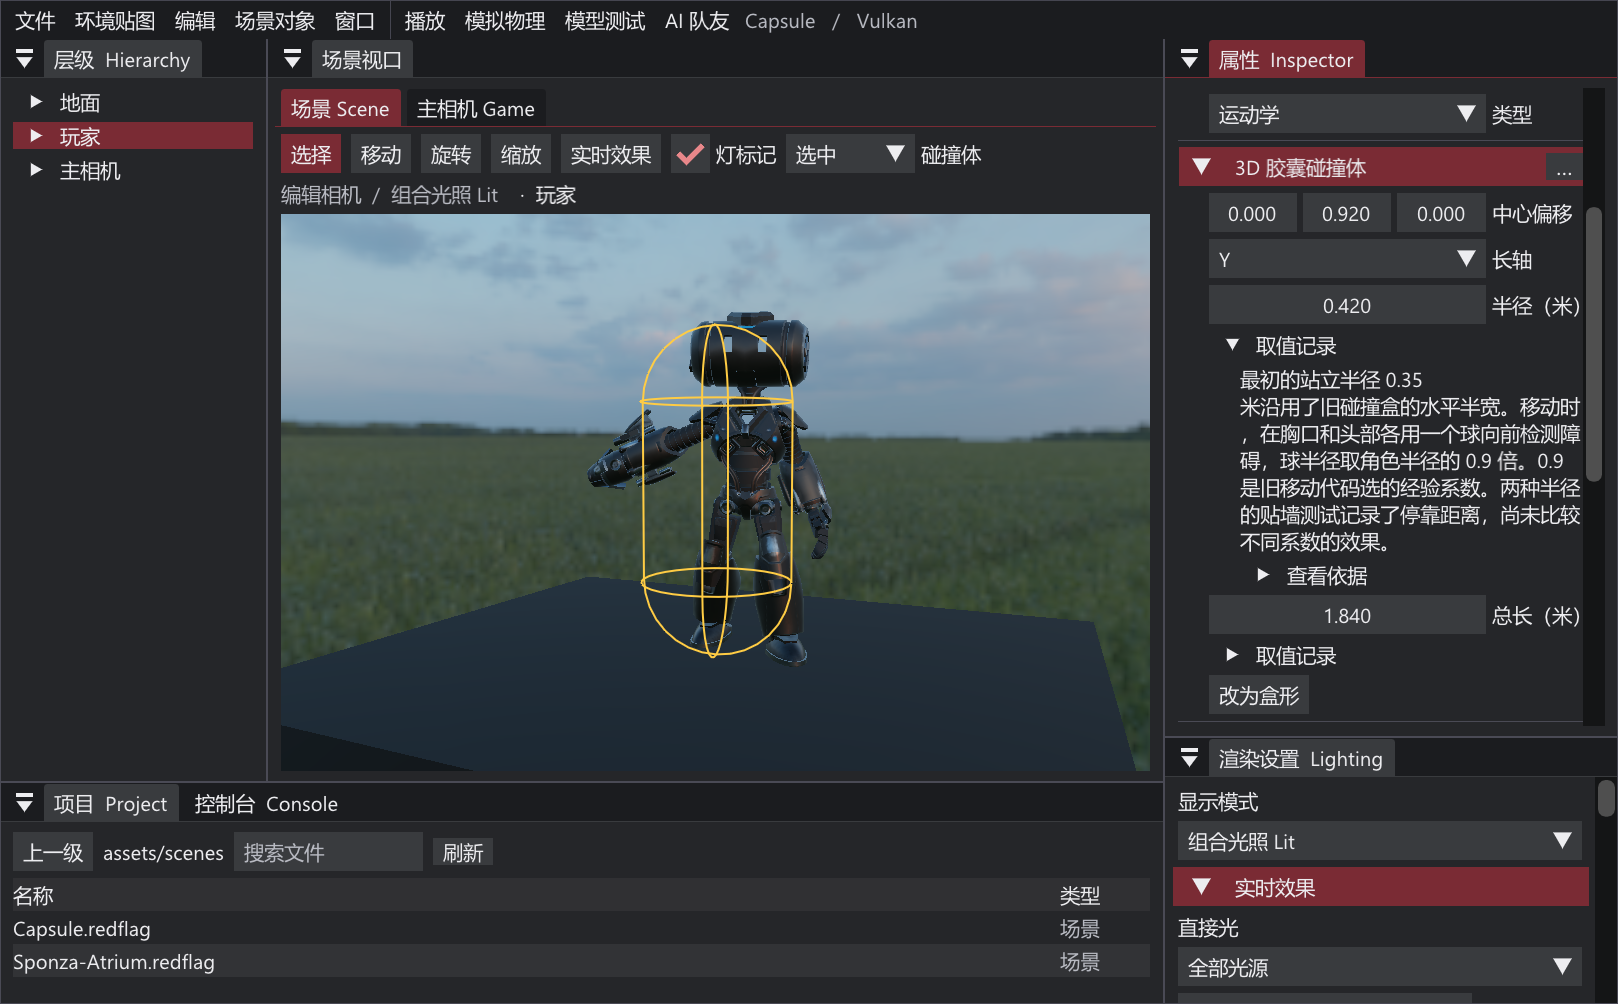 文件 环境贴图 编辑 场景对象 窗口 播放 模拟物理 模型测试 AI 队友 Capsule / Vulkan
层级 Hierarchy
地面
玩家
主相机
场景视口
场景 Scene 主相机 Game
选择 移动 旋转 缩放 实时效果 灯标记 选中 碰撞体
编辑相机 / 组合光照 Lit · 玩家
属性 Inspector
运动学 类型
3D 胶囊碰撞体 ...
0.000 0.920 0.000 中心偏移
Y 长轴
0.420 半径（米）
取值记录
最初的站立半径 0.35
米沿用了旧碰撞盒的水平半宽。移动时
，在胸口和头部各用一个球向前检测障
碍，球半径取角色半径的 0.9 倍。0.9
是旧移动代码选的经验系数。两种半径
的贴墙测试记录了停靠距离，尚未比较
不同系数的效果。
查看依据
1.840 总长（米）
取值记录
改为盒形
渲染设置 Lighting
显示模式
组合光照 Lit
实时效果
直接光
全部光源
项目 Project 控制台 Console
上一级 assets/scenes 搜索文件 刷新
名称 类型
Capsule.redflag 场景
Sponza-Atrium.redflag 场景